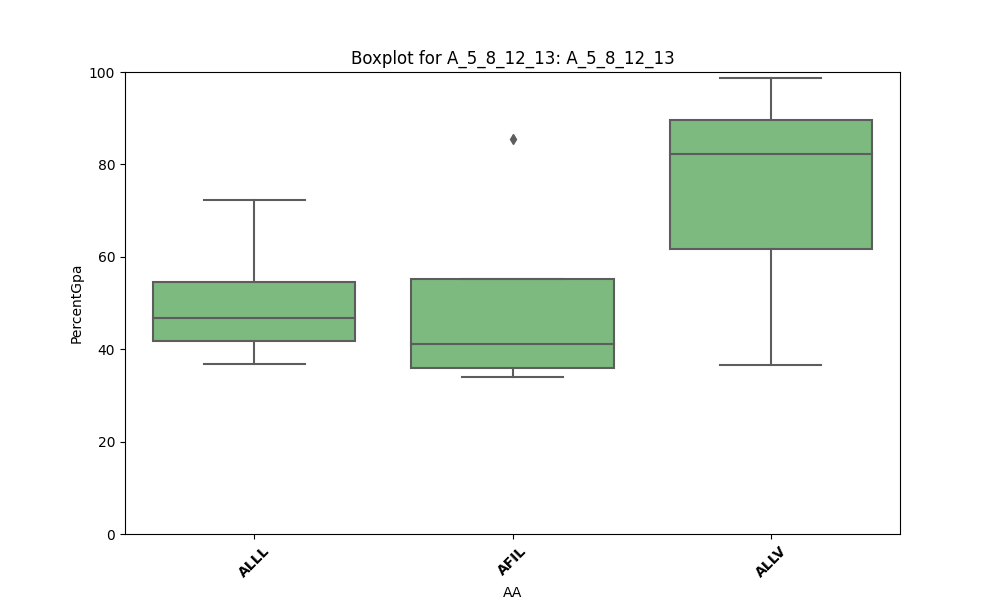 Boxplot for A_5_8_12_13: A_5_8_12_13
100
80
60
40
20
0
PercentGpa
ALLL
AFIL
ALLV
AA